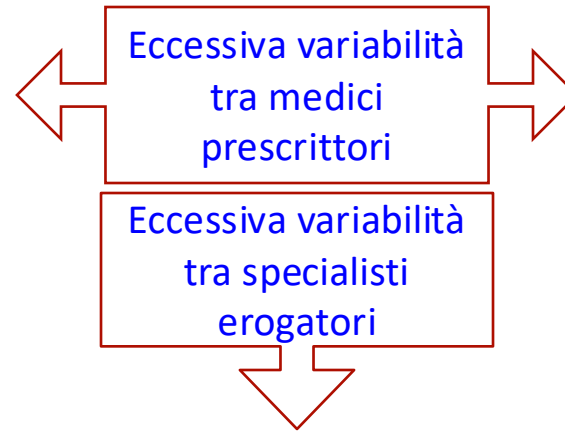 Eccessiva variabilità
tra medici
prescrittori
Eccessiva variabilità
tra specialisti
erogatori